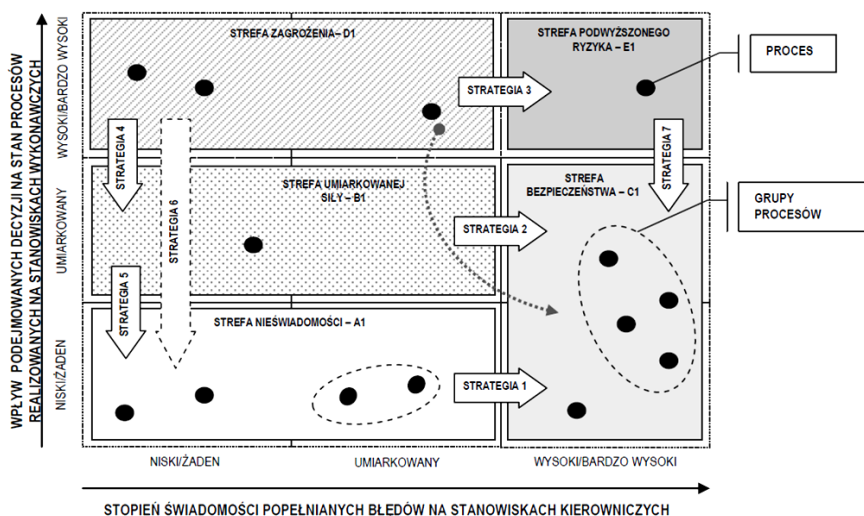 WPŁYW PODEJMOWANYCH DECYZJI NA STAN PROCESÓW
REALIZOWANYCH NA STANOWISKACH WYKONAWCZYCH
WYSOKI/BARDZO WYSOKI
UMIARKOWANY
NISKI/ŻADEN
STREFA ZAGROŻENIA – D1
STREFA PODWYŻSZONEGO
RYZYKA – E1
PROCES
STRATEGIA 3
STRATEGIA 4
STRATEGIA 6
STRATEGIA 7
STREFA UMIARKOWANEJ
SIŁY – B1
STREFA
BEZPIECZEŃSTWA – C1
GRUPY
PROCESÓW
STRATEGIA 2
STRATEGIA 5
STREFA NIEŚWIADOMOŚCI – A1
STRATEGIA 1
NISKI/ŻADEN
UMIARKOWANY
WYSOKI/BARDZO WYSOKI
STOPIEŃ ŚWIADOMOŚCI POPEŁNIANYCH BŁĘDÓW NA STANOWISKACH KIEROWNICZYCH